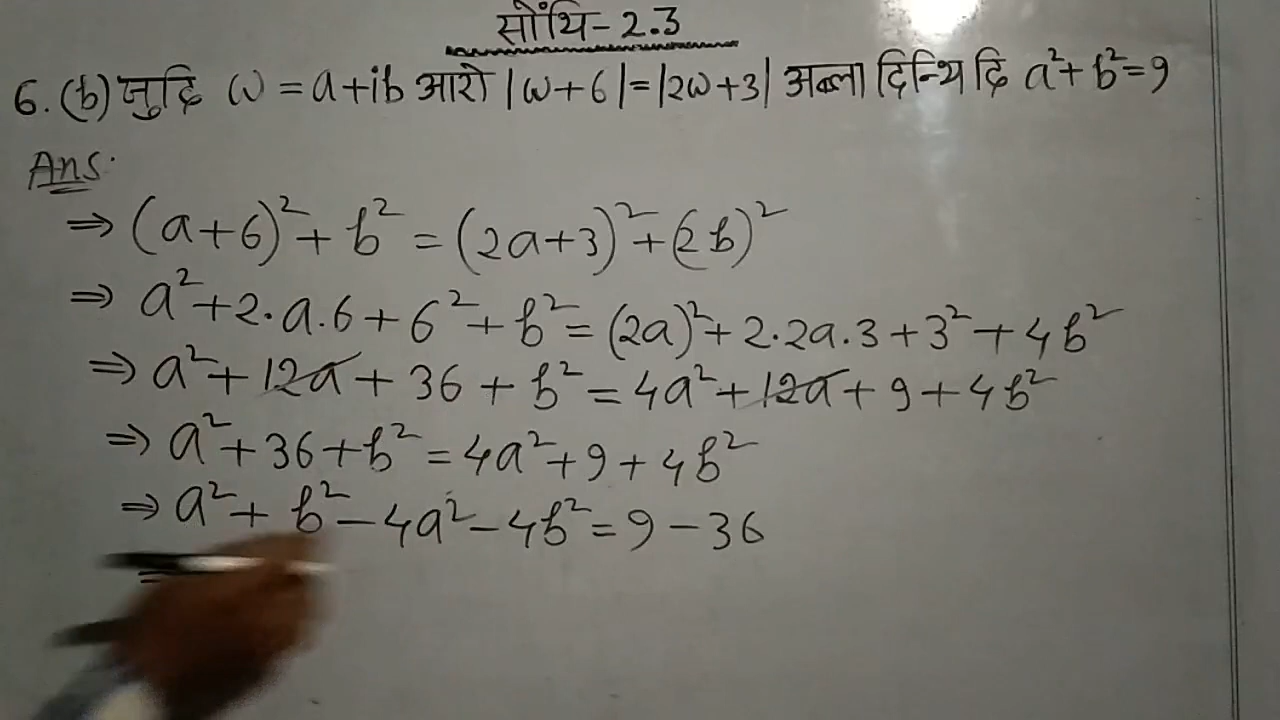 सोंथि-2.3
6.(b) जुदि ω = a+ib आरो |ω+6|=|2ω+3| अब्ला दिन्थि दि a²+b²=9
Ans:
⇒ (a+6)²+b²=(2a+3)²+(2b)²
⇒ a²+2.a.6+6²+b²=(2a)²+2.2a.3+3²+4b²
⇒ a²+12a+36+b²=4a²+12a+9+4b²
⇒ a²+36+b²=4a²+9+4b²
⇒ a²+b²-4a²-4b²=9-36